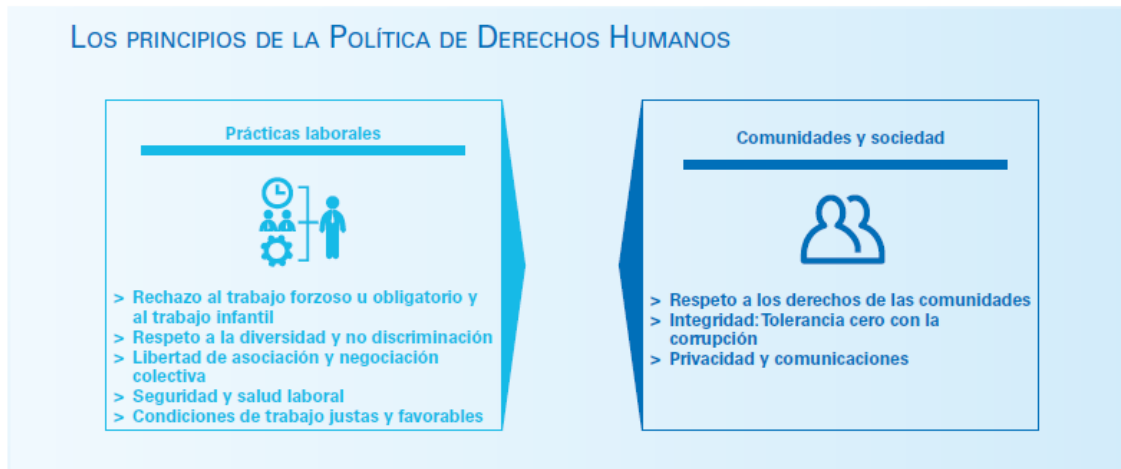 LOS PRINCIPIOS DE LA POLÍTICA DE DERECHOS HUMANOS
Prácticas laborales
> Rechazo al trabajo forzoso u obligatorio y
al trabajo infantil
> Respeto a la diversidad y no discriminación
> Libertad de asociación y negociación
colectiva
> Seguridad y salud laboral
> Condiciones de trabajo justas y favorables
Comunidades y sociedad
> Respeto a los derechos de las comunidades
> Integridad: Tolerancia cero con la
corrupción
> Privacidad y comunicaciones